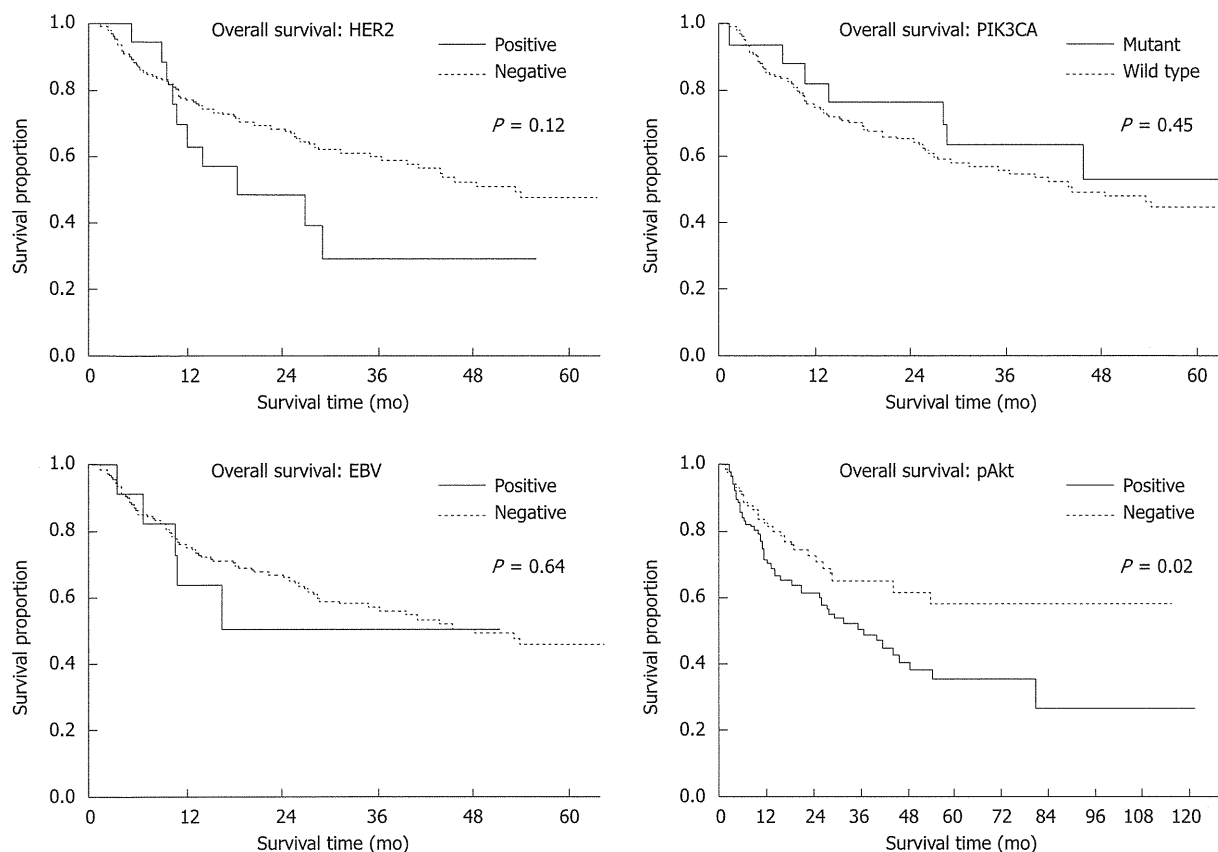 Overall survival: HER2
Positive
Negative
P = 0.12
1.0
0.8
0.6
0.4
0.2
0.0
Survival proportion
0 12 24 36 48 60
Survival time (mo)
Overall survival: PIK3CA
Mutant
Wild type
P = 0.45
1.0
0.8
0.6
0.4
0.2
0.0
Survival proportion
0 12 24 36 48 60
Survival time (mo)
Overall survival: EBV
Positive
Negative
P = 0.64
1.0
0.8
0.6
0.4
0.2
0.0
Survival proportion
0 12 24 36 48 60
Survival time (mo)
Overall survival: pAkt
Positive
Negative
P = 0.02
1.0
0.8
0.6
0.4
0.2
0.0
Survival proportion
0 12 24 36 48 60 72 84 96 108 120
Survival time (mo)